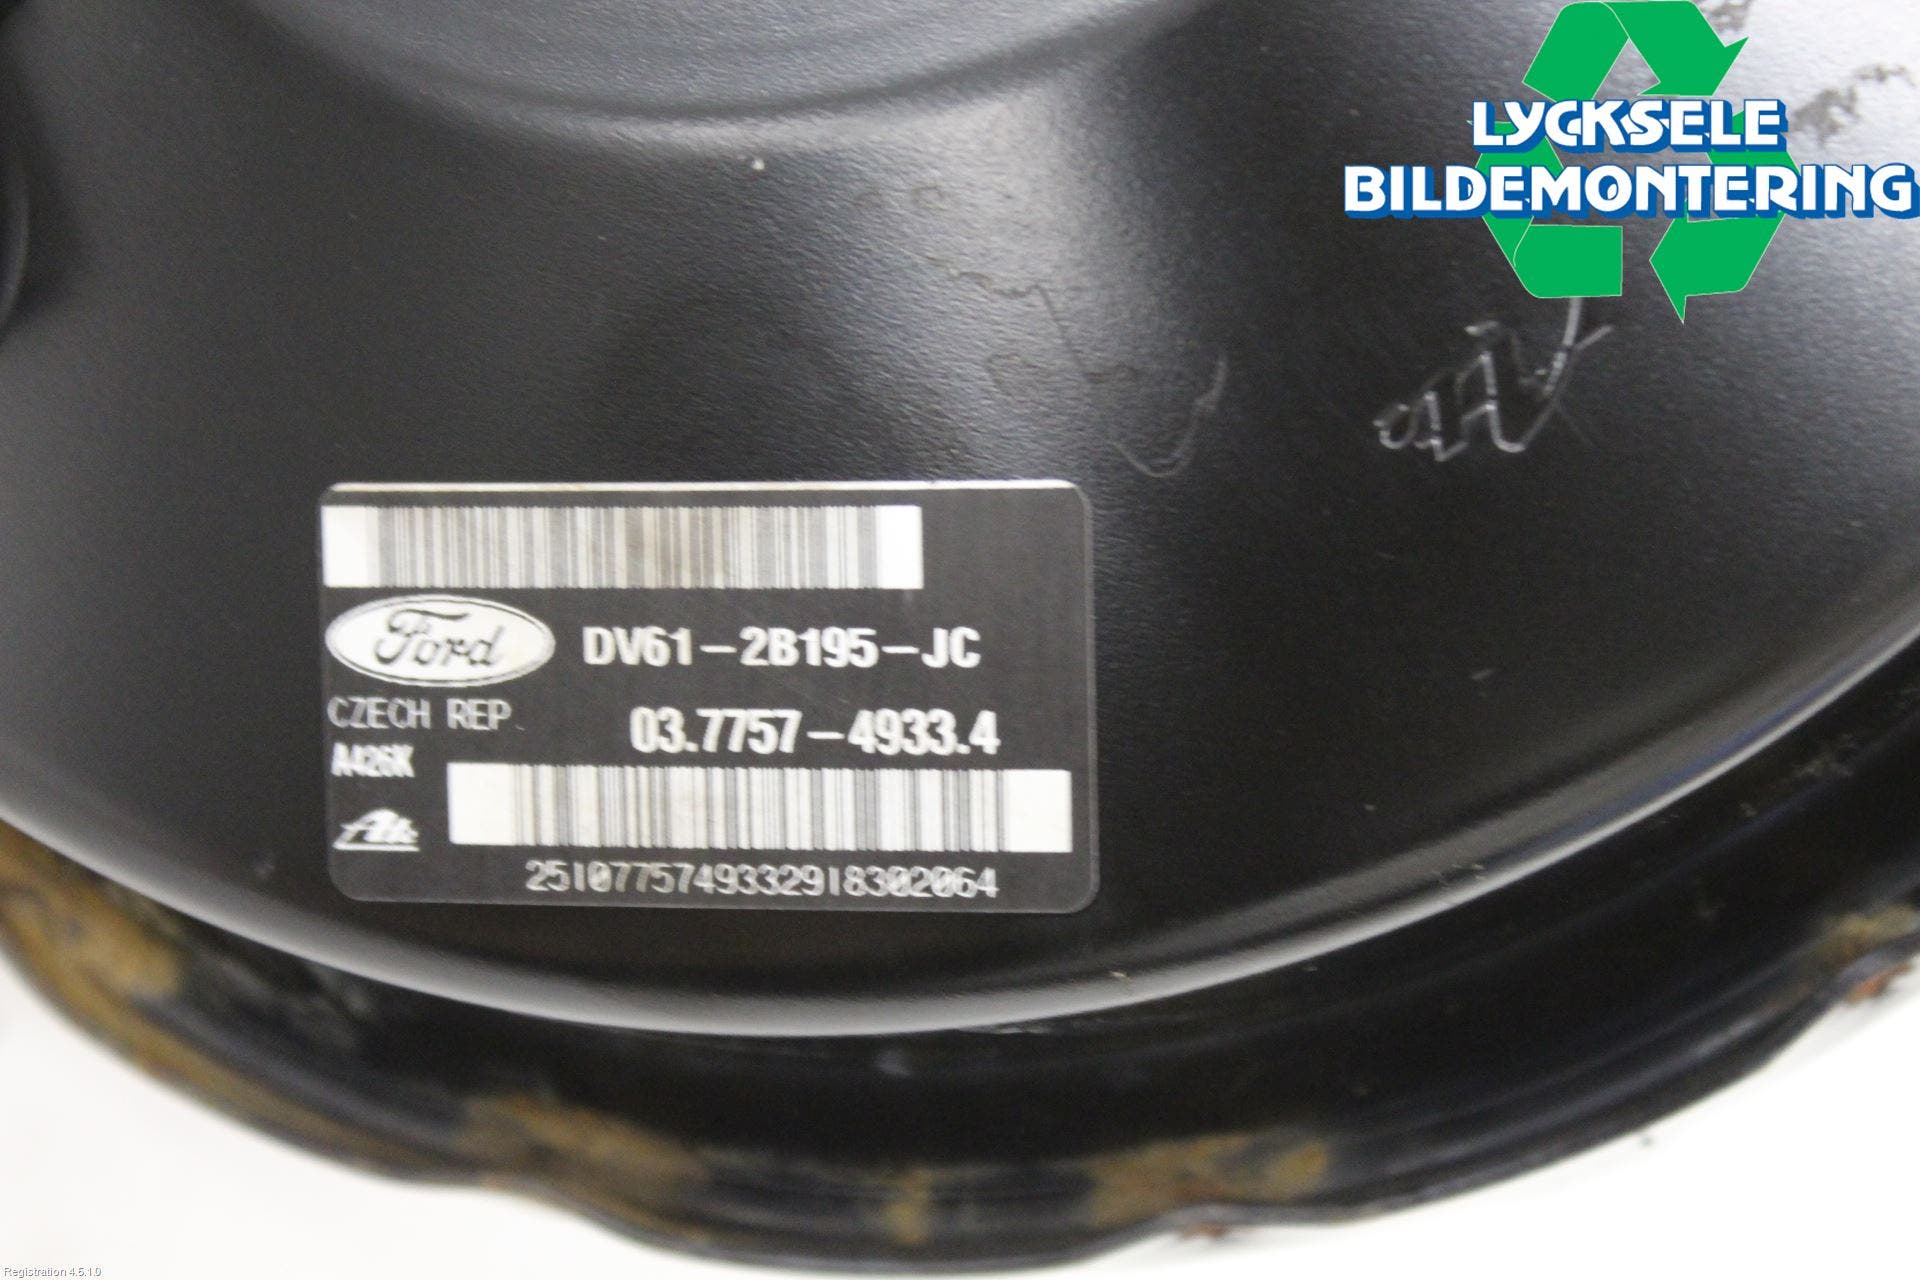 LYCKSELE
BILDEMONTERING
Ford DV61-2B195-JC
CZECH REP. 03.7757-4933.4
A426K
Ate
2510775749332918302064
Registration 4.5.1.0